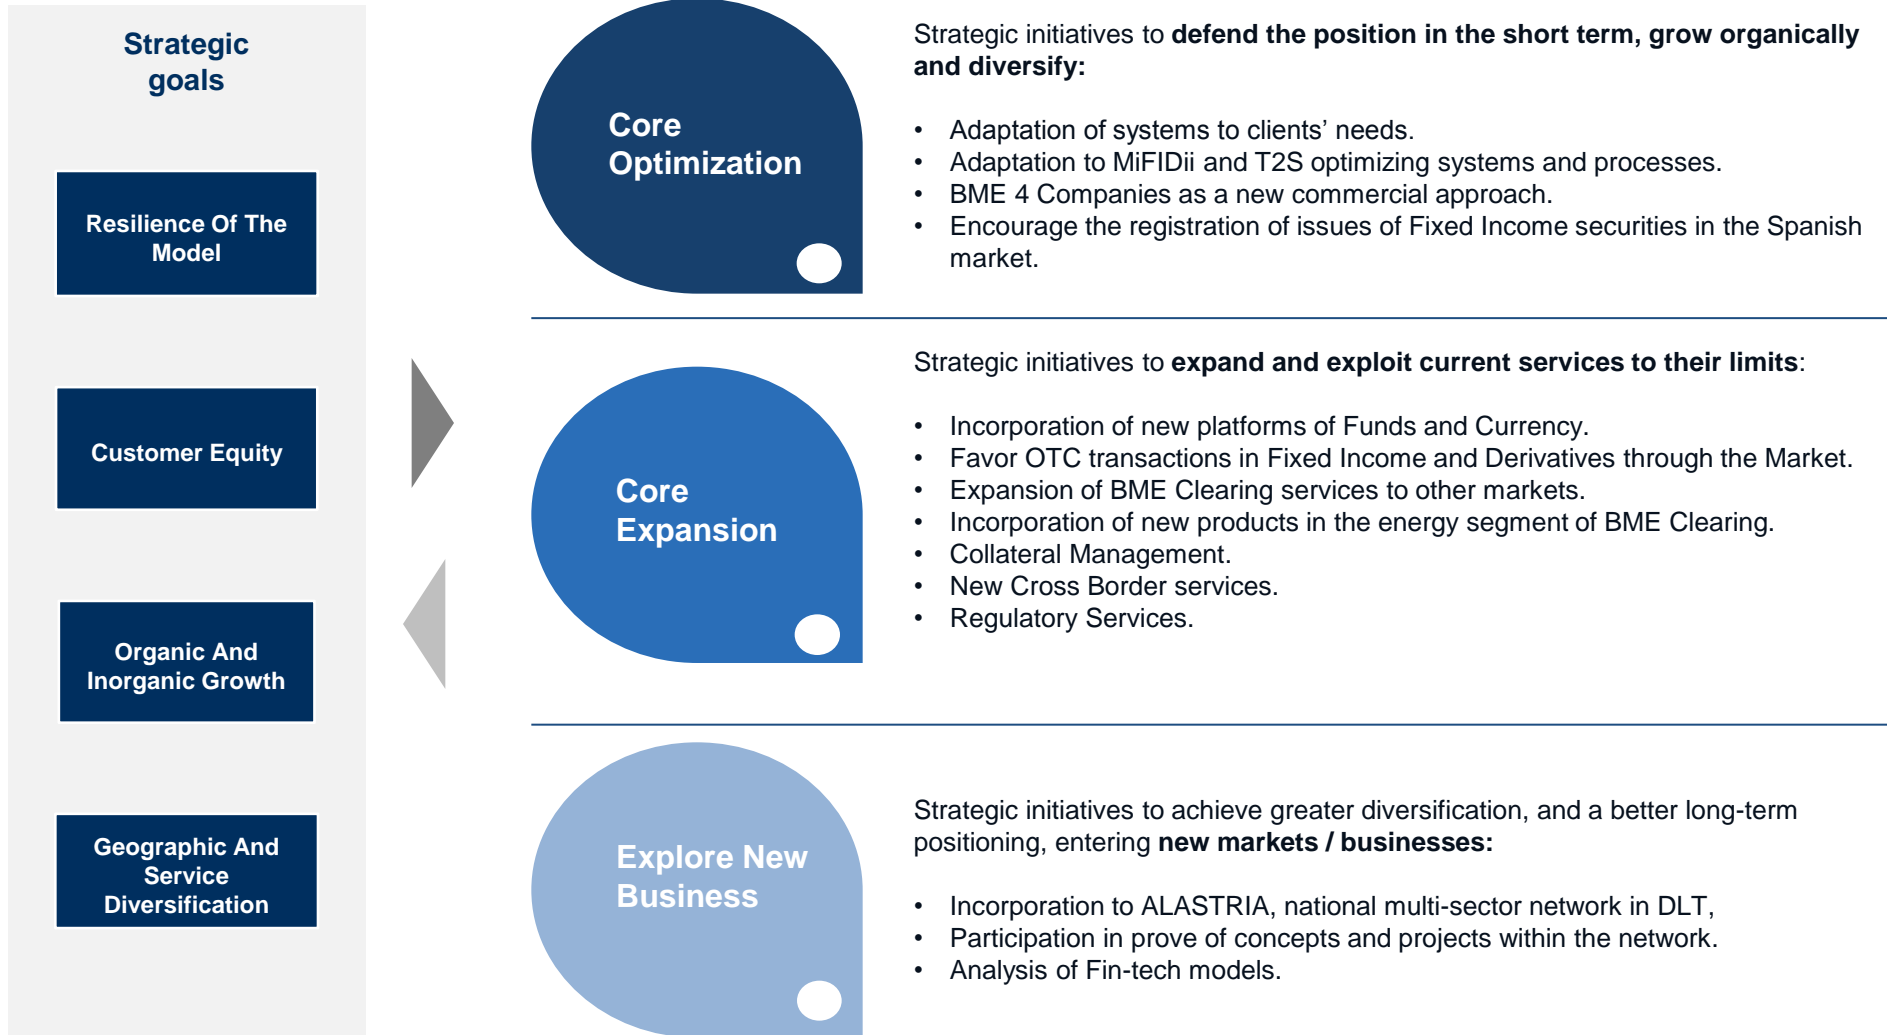 Strategic
goals
Resilience Of The
Model
Customer Equity
Organic And
Inorganic Growth
Geographic And
Service
Diversification
Core
Optimization
Strategic initiatives to defend the position in the short term, grow organically
and diversify:
• Adaptation of systems to clients’ needs.
• Adaptation to MiFIDii and T2S optimizing systems and processes.
• BME 4 Companies as a new commercial approach.
• Encourage the registration of issues of Fixed Income securities in the Spanish
market.
Core
Expansion
Strategic initiatives to expand and exploit current services to their limits:
• Incorporation of new platforms of Funds and Currency.
• Favor OTC transactions in Fixed Income and Derivatives through the Market.
• Expansion of BME Clearing services to other markets.
• Incorporation of new products in the energy segment of BME Clearing.
• Collateral Management.
• New Cross Border services.
• Regulatory Services.
Explore New
Business
Strategic initiatives to achieve greater diversification, and a better long-term
positioning, entering new markets / businesses:
• Incorporation to ALASTRIA, national multi-sector network in DLT,
• Participation in prove of concepts and projects within the network.
• Analysis of Fin-tech models.